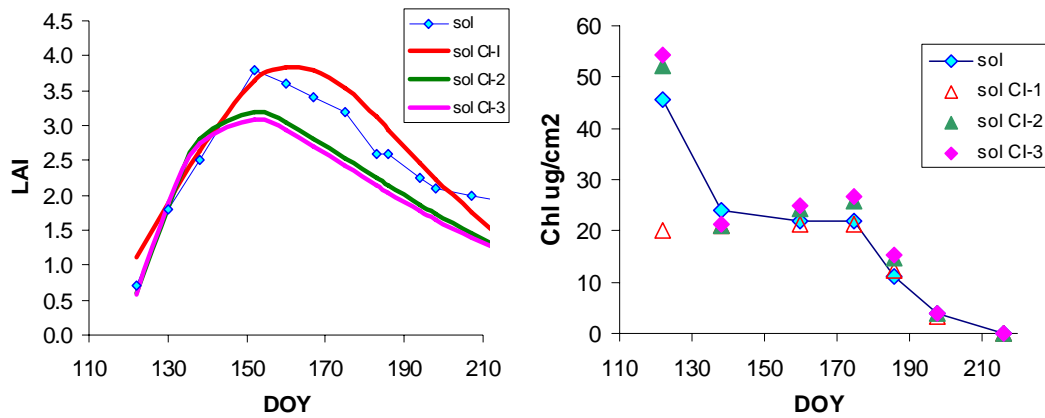 4.5
4.0
3.5
3.0
2.5
2.0
1.5
1.0
0.5
0.0
LAI
110 130 150 170 190 210
DOY
sol
sol CI-I
sol CI-2
sol CI-3
60
50
40
30
20
10
0
Chl ug/cm2
110 130 150 170 190 210
DOY
sol
sol CI-1
sol CI-2
sol CI-3